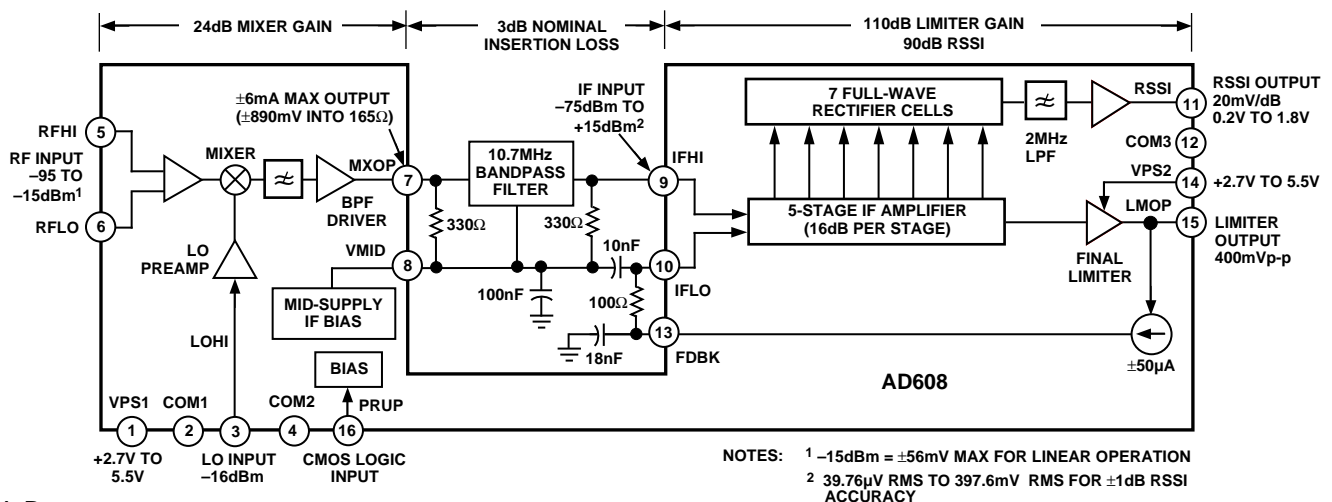 24dB MIXER GAIN
3dB NOMINAL
INSERTION LOSS
110dB LIMITER GAIN
90dB RSSI
±6mA MAX OUTPUT
(±890mV INTO 165Ω)
IF INPUT
–75dBm TO
+15dBm2
7 FULL-WAVE
RECTIFIER CELLS
2MHz
LPF
RSSI
11
RSSI OUTPUT
20mV/dB
0.2V TO 1.8V
COM3
12
RFHI
5
RF INPUT
–95 TO
–15dBm1
RFLO
6
MIXER
LO
PREAMP
BPF
DRIVER
MXOP
7
10.7MHz
BANDPASS
FILTER
330Ω
330Ω
IFHI
9
5-STAGE IF AMPLIFIER
(16dB PER STAGE)
VPS2
14
+2.7V TO 5.5V
LMOP
15
LIMITER
OUTPUT
400mVp-p
FINAL
LIMITER
VMID
8
MID-SUPPLY
IF BIAS
100nF
10nF
10
IFLO
100Ω
18nF
13
FDBK
±50µA
LOHI
BIAS
PRUP
AD608
VPS1
COM1
COM2
1
2
3
4
16
+2.7V TO
5.5V
LO INPUT
–16dBm
CMOS LOGIC
INPUT
NOTES: 1 –15dBm = ±56mV MAX FOR LINEAR OPERATION
2 39.76µV RMS TO 397.6mV RMS FOR ±1dB RSSI
ACCURACY